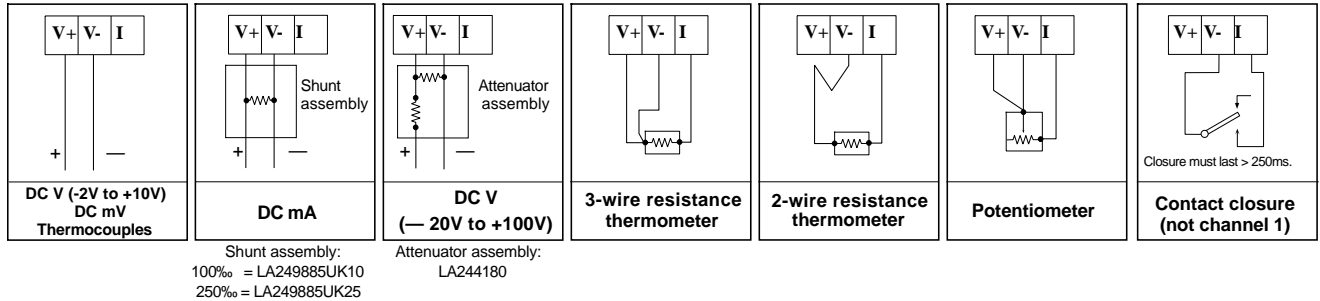 V+ V- I
+ —
DC V (-2V to +10V)
DC mV
Thermocouples
V+ V- I
Shunt
assembly
+ —
DC mA
Shunt assembly:
100‰ = LA249885UK10
250‰ = LA249885UK25
V+ V- I
Attenuator
assembly
+ —
DC V
(— 20V to +100V)
Attenuator assembly:
LA244180
V+ V- I
3-wire resistance
thermometer
V+ V- I
2-wire resistance
thermometer
V+ V- I
Potentiometer
V+ V- I
Closure must last > 250ms.
Contact closure
(not channel 1)